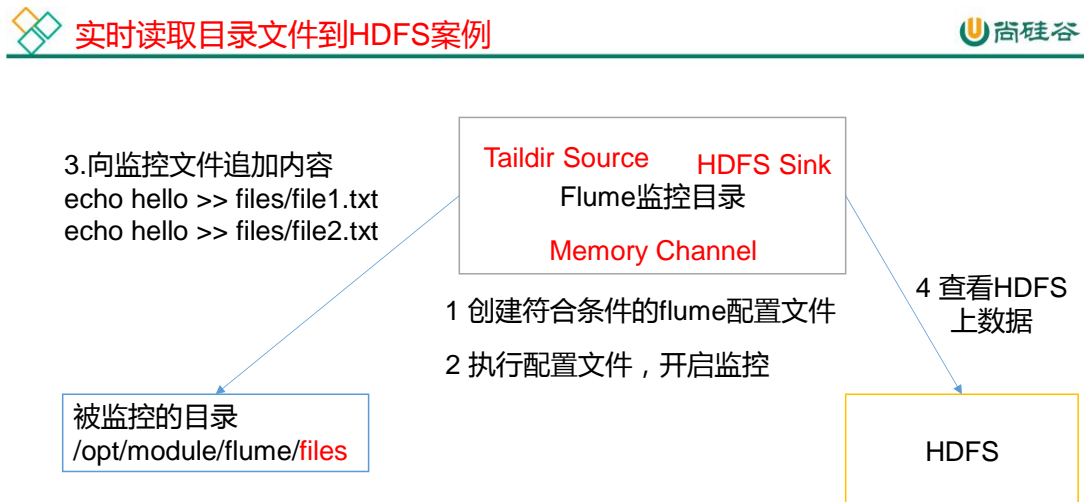 实时读取目录文件到HDFS案例
尚硅谷
3.向监控文件追加内容
echo hello >> files/file1.txt
echo hello >> files/file2.txt
Taildir Source
HDFS Sink
Flume监控目录
Memory Channel
1 创建符合条件的flume配置文件
2 执行配置文件，开启监控
4 查看HDFS
上数据
被监控的目录
/opt/module/flume/files
HDFS